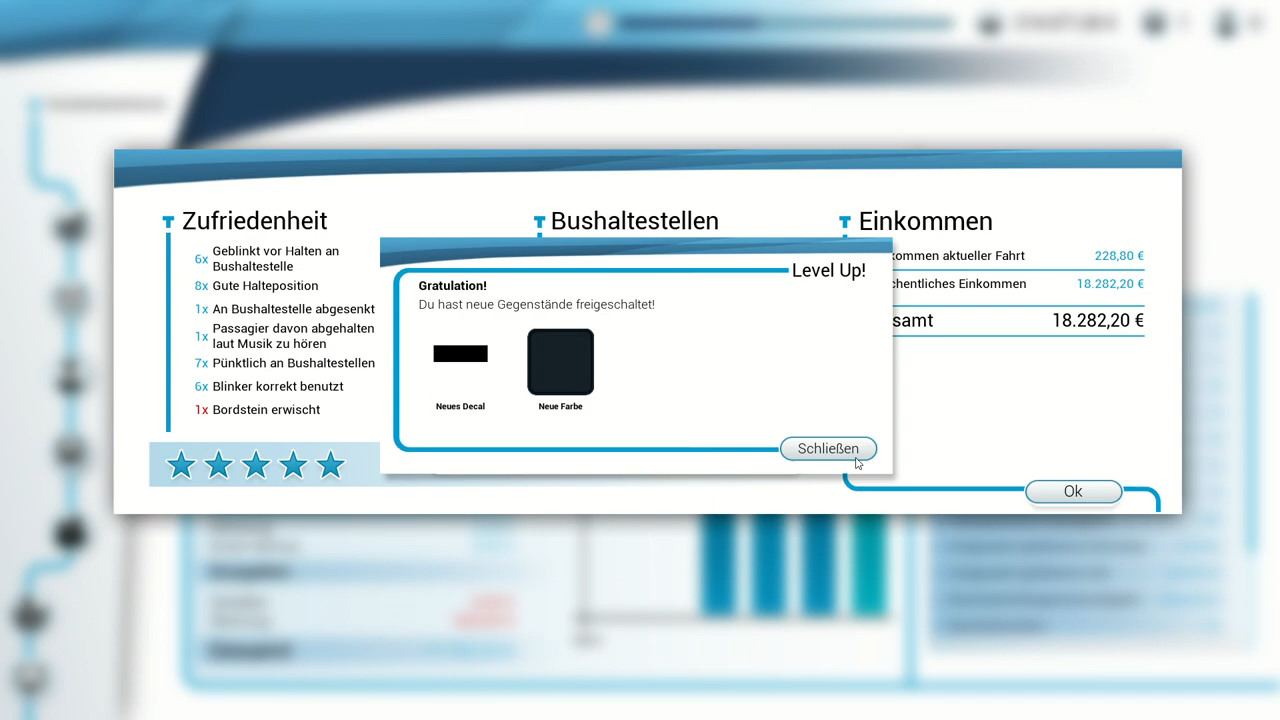 Zufriedenheit
6x Geblinkt vor Halten an
Bushaltestelle
8x Gute Halteposition
1x An Bushaltestelle abgesenkt
1x Passagier davon abgehalten
laut Musik zu hören
7x Pünktlich an Bushaltestellen
6x Blinker korrekt benutzt
1x Bordstein erwischt
Bushaltestellen
Level Up!
Gratulation!
Du hast neue Gegenstände freigeschaltet!
Neues Decal
Neue Farbe
Schließen
Einkommen
kommen aktueller Fahrt 228,80 €
chentliches Einkommen 18.282,20 €
samt 18.282,20 €
Ok